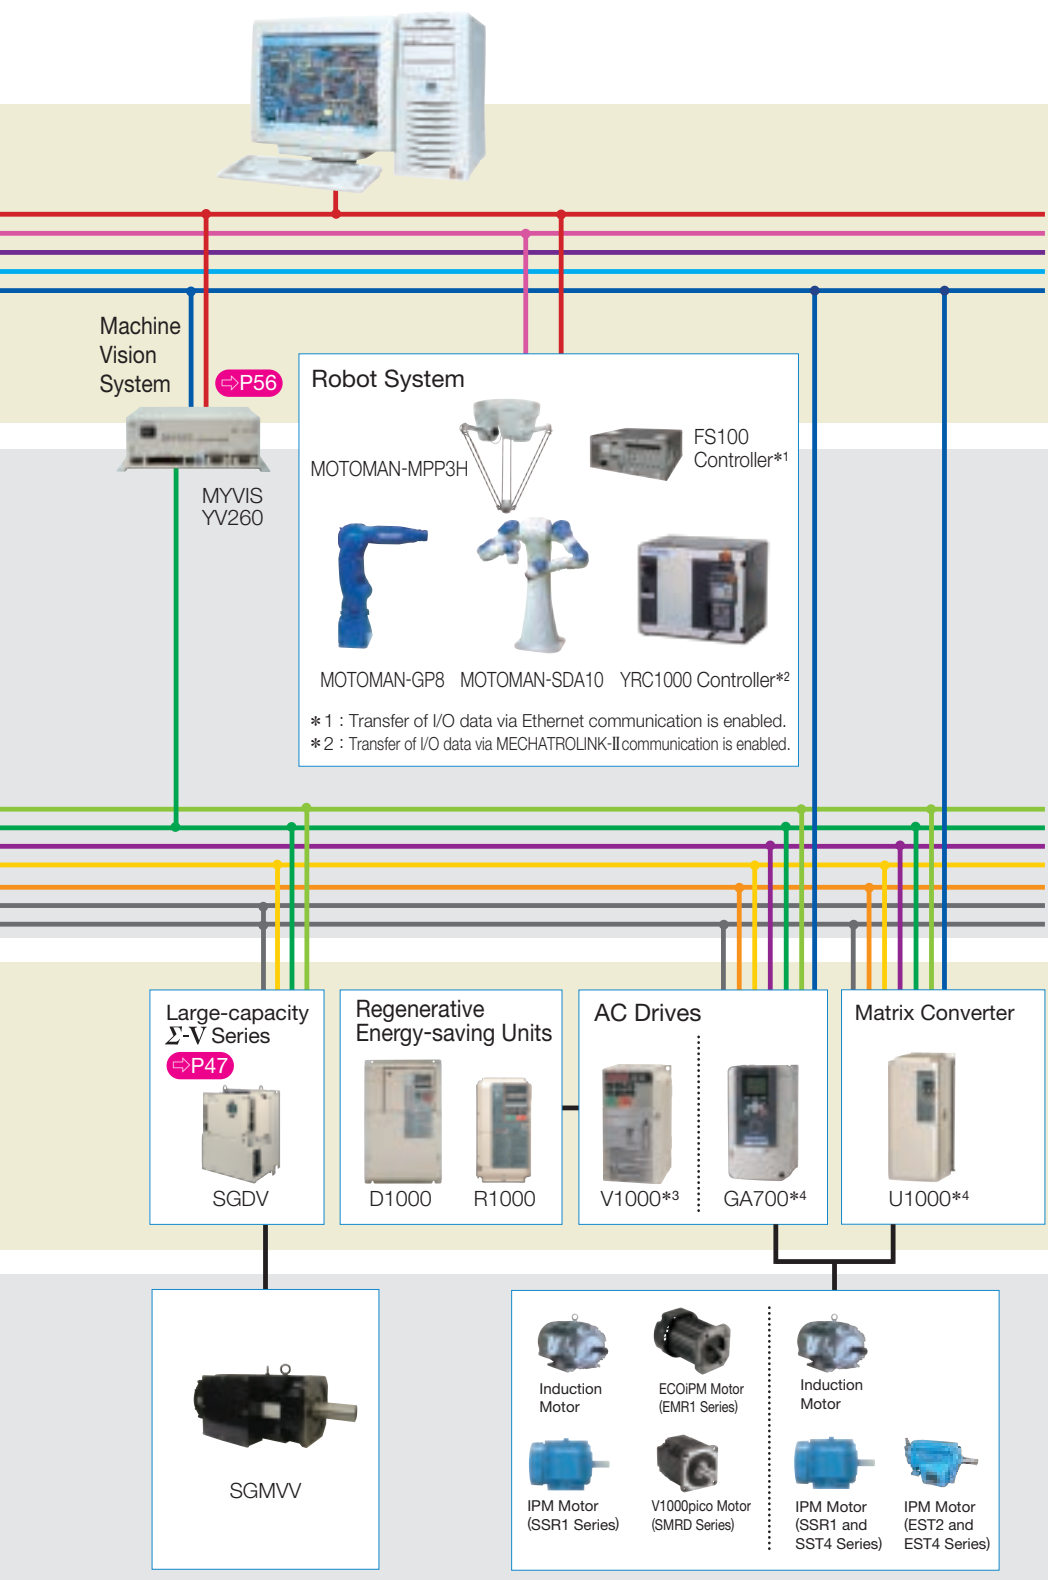 Machine
Vision
System
⇨P56
MYVIS
YV260
Robot System
MOTOMAN-MPP3H
FS100
Controller*1
MOTOMAN-GP8
MOTOMAN-SDA10
YRC1000 Controller*2
*1 : Transfer of I/O data via Ethernet communication is enabled.
*2 : Transfer of I/O data via MECHATROLINK-II communication is enabled.
Large-capacity
Σ-V Series
⇨P47
SGDV
Regenerative
Energy-saving Units
D1000
R1000
AC Drives
V1000*3
GA700*4
Matrix Converter
U1000*4
SGMVV
Induction
Motor
ECOiPM Motor
(EMR1 Series)
IPM Motor
(SSR1 Series)
V1000pico Motor
(SMRD Series)
Induction
Motor
IPM Motor
(SSR1 and
SST4 Series)
IPM Motor
(EST2 and
EST4 Series)